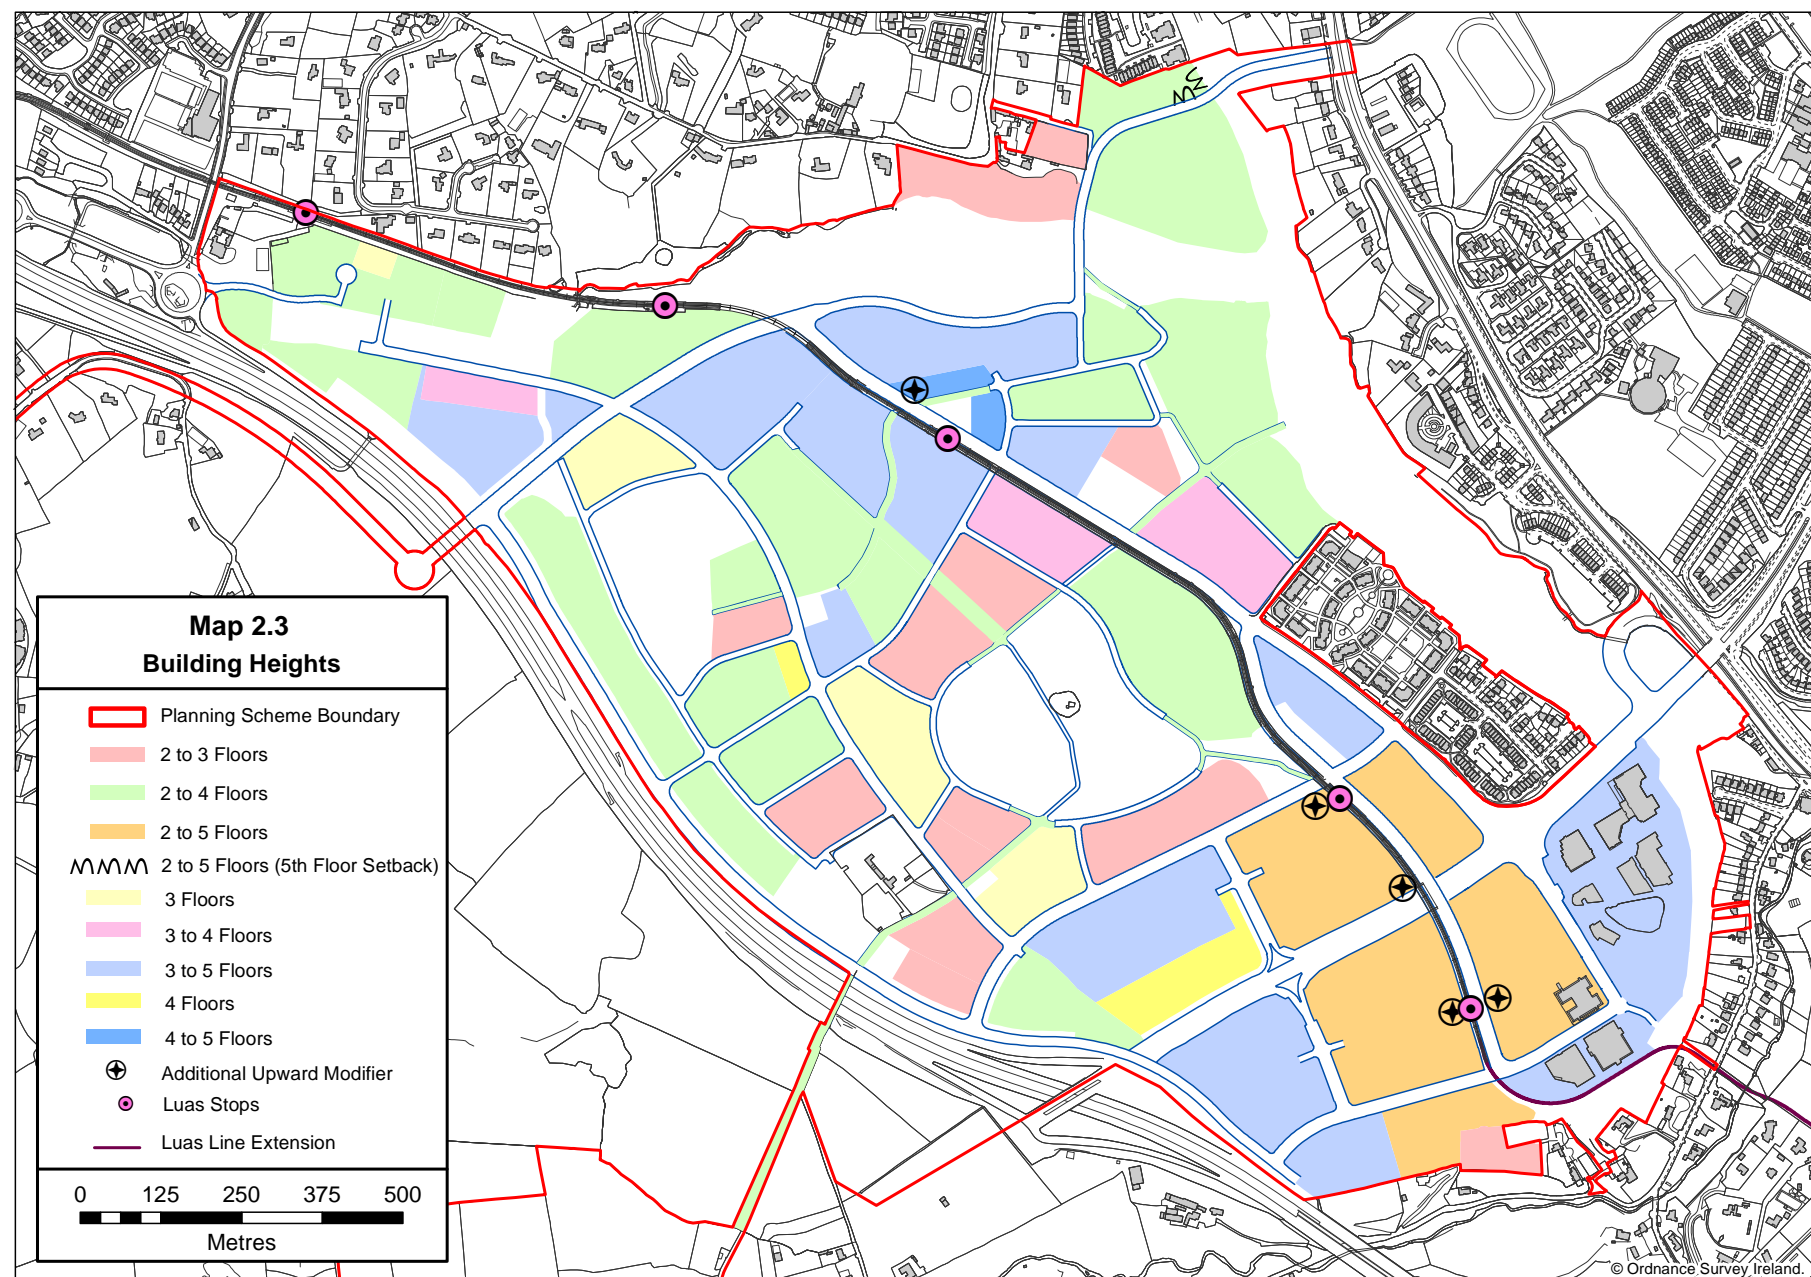 Map 2.3
Building Heights
Planning Scheme Boundary
2 to 3 Floors
2 to 4 Floors
2 to 5 Floors
2 to 5 Floors (5th Floor Setback)
3 Floors
3 to 4 Floors
3 to 5 Floors
4 Floors
4 to 5 Floors
Additional Upward Modifier
Luas Stops
Luas Line Extension
0 125 250 375 500
Metres
© Ordnance Survey Ireland.